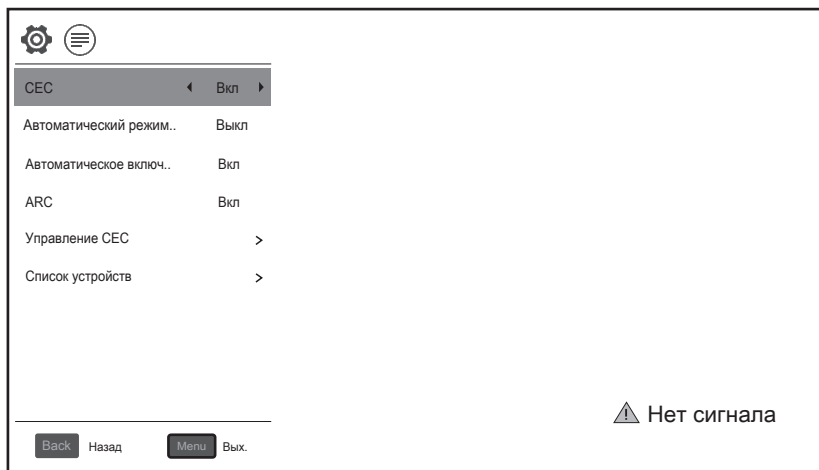 CEC Вкл
Автоматический режим.. Выкл
Автоматическое включ.. Вкл
ARC Вкл
Управление CEC >
Список устройств >
Нет сигнала
Back Назад Menu Вых.